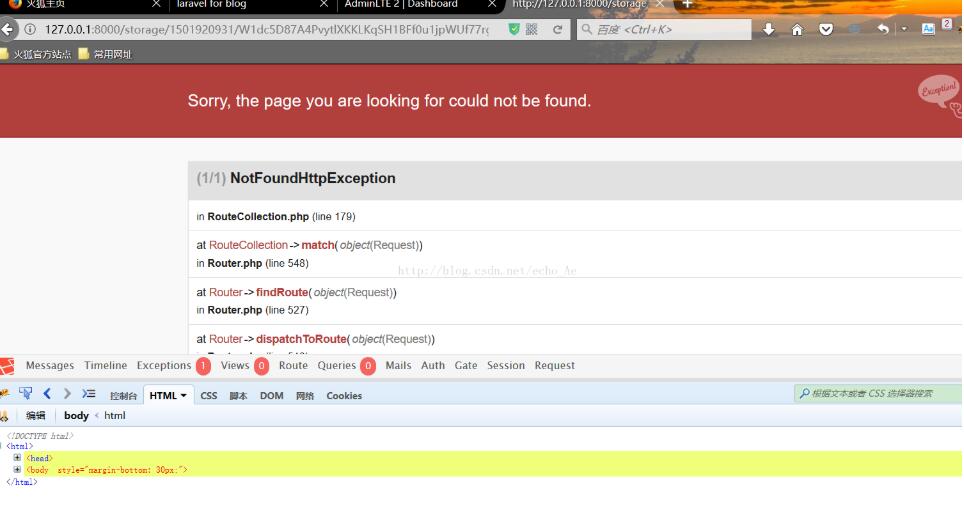 火狐主页 laravel for blog AdminLTE 2 | Dashboard http://127.0.0.1:8000/storage
127.0.0.1:8000/storage/1501920931/ 百度 <Ctrl+K> 2
火狐官方站点 常用网址
Sorry, the page you are looking for could not be found.
Exception!
(1/1) NotFoundHttpException
in RouteCollection.php (line 179)
at RouteCollection->match(object(Request))
in Router.php (line 548)
http://blog.csdn.net/echo_Ae
at Router->findRoute(object(Request))
in Router.php (line 527)
at Router->dispatchToRoute(object(Request))
Messages Timeline Exceptions 1 Views 0 Route Queries 0 Mails Auth Gate Session Request
控制台 HTML CSS 脚本 DOM 网络 Cookies 根据文本或者 CSS 选择器搜索
编辑 body < html
<!DOCTYPE html>
<html>
<head>
<body style="margin-bottom: 30px;">
</html>